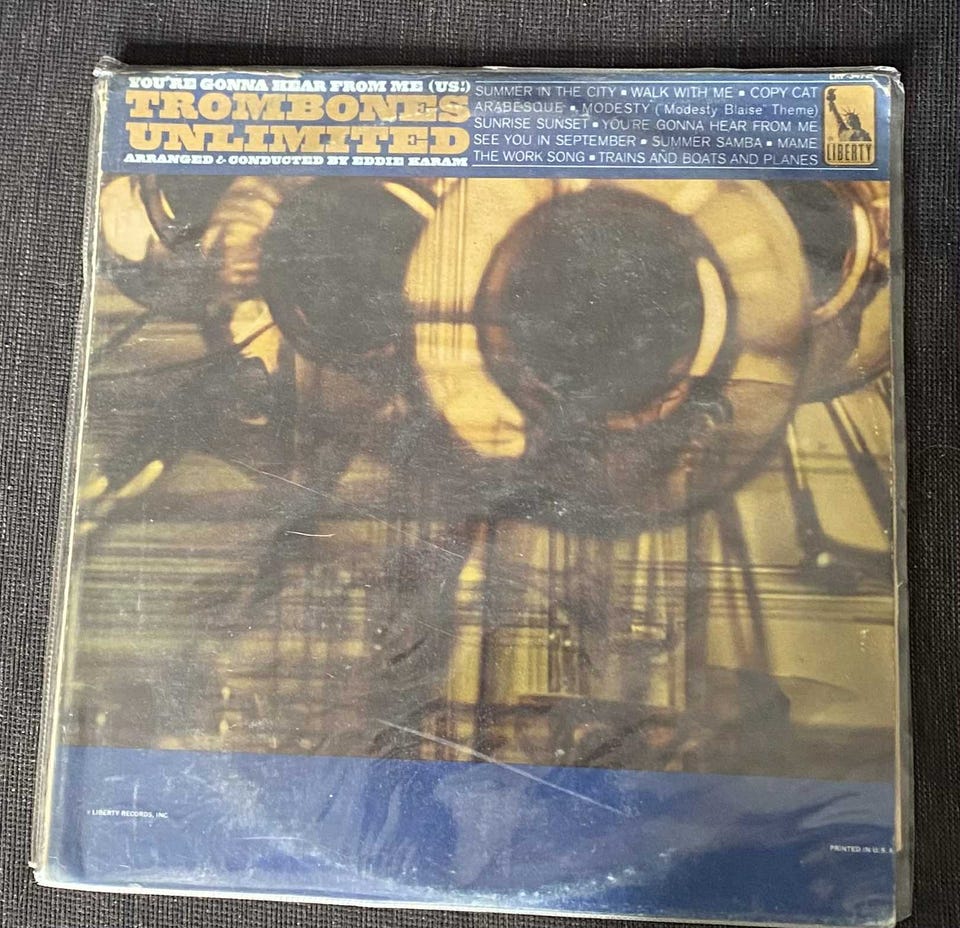 YOU'RE GONNA HEAR FROM ME (US!)
TROMBONES
UNLIMITED
ARRANGED & CONDUCTED BY EDDIE KARAM
SUMMER IN THE CITY ▪ WALK WITH ME ▪ COPY CAT
ARABESQUE ▪ MODESTY ("Modesty Blaise" Theme)
SUNRISE SUNSET ▪ YOU'RE GONNA HEAR FROM ME
SEE YOU IN SEPTEMBER ▪ SUMMER SAMBA ▪ MAME
THE WORK SONG ▪ TRAINS AND BOATS AND PLANES
LIBERTY
LIBERTY RECORDS, INC.
PRINTED IN U.S.A.